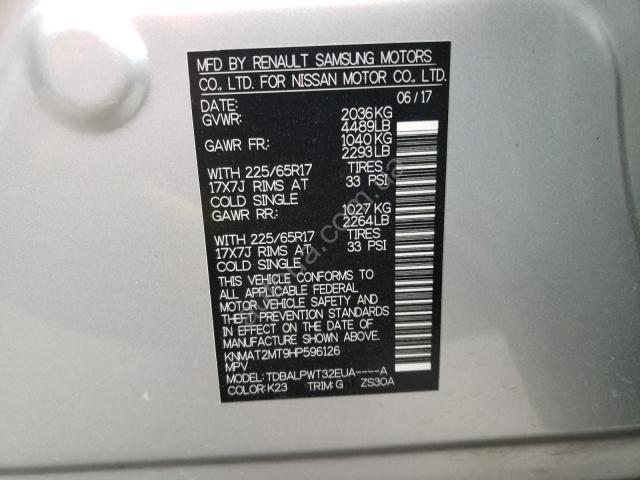 MFD BY RENAULT SAMSUNG MOTORS
CO., LTD. FOR NISSAN MOTOR CO., LTD.
DATE: 06/17
GVWR: 2036KG
4489LB
GAWR FR: 1040KG
2293LB
WITH 225/65R17 TIRES
17X7J RIMS AT 33 PSI
COLD SINGLE
GAWR RR: 1027KG
2264LB
WITH 225/65R17 TIRES
17X7J RIMS AT 33 PSI
COLD SINGLE
THIS VEHICLE CONFORMS TO
ALL APPLICABLE FEDERAL
MOTOR VEHICLE SAFETY AND
THEFT PREVENTION STANDARDS
IN EFFECT ON THE DATE OF
MANUFACTURE SHOWN ABOVE.
KNMAT2MT9HP596126
MPV
MODEL: TDBALPWT32EUA----A
COLOR: K23 TRIM: G ZS30A